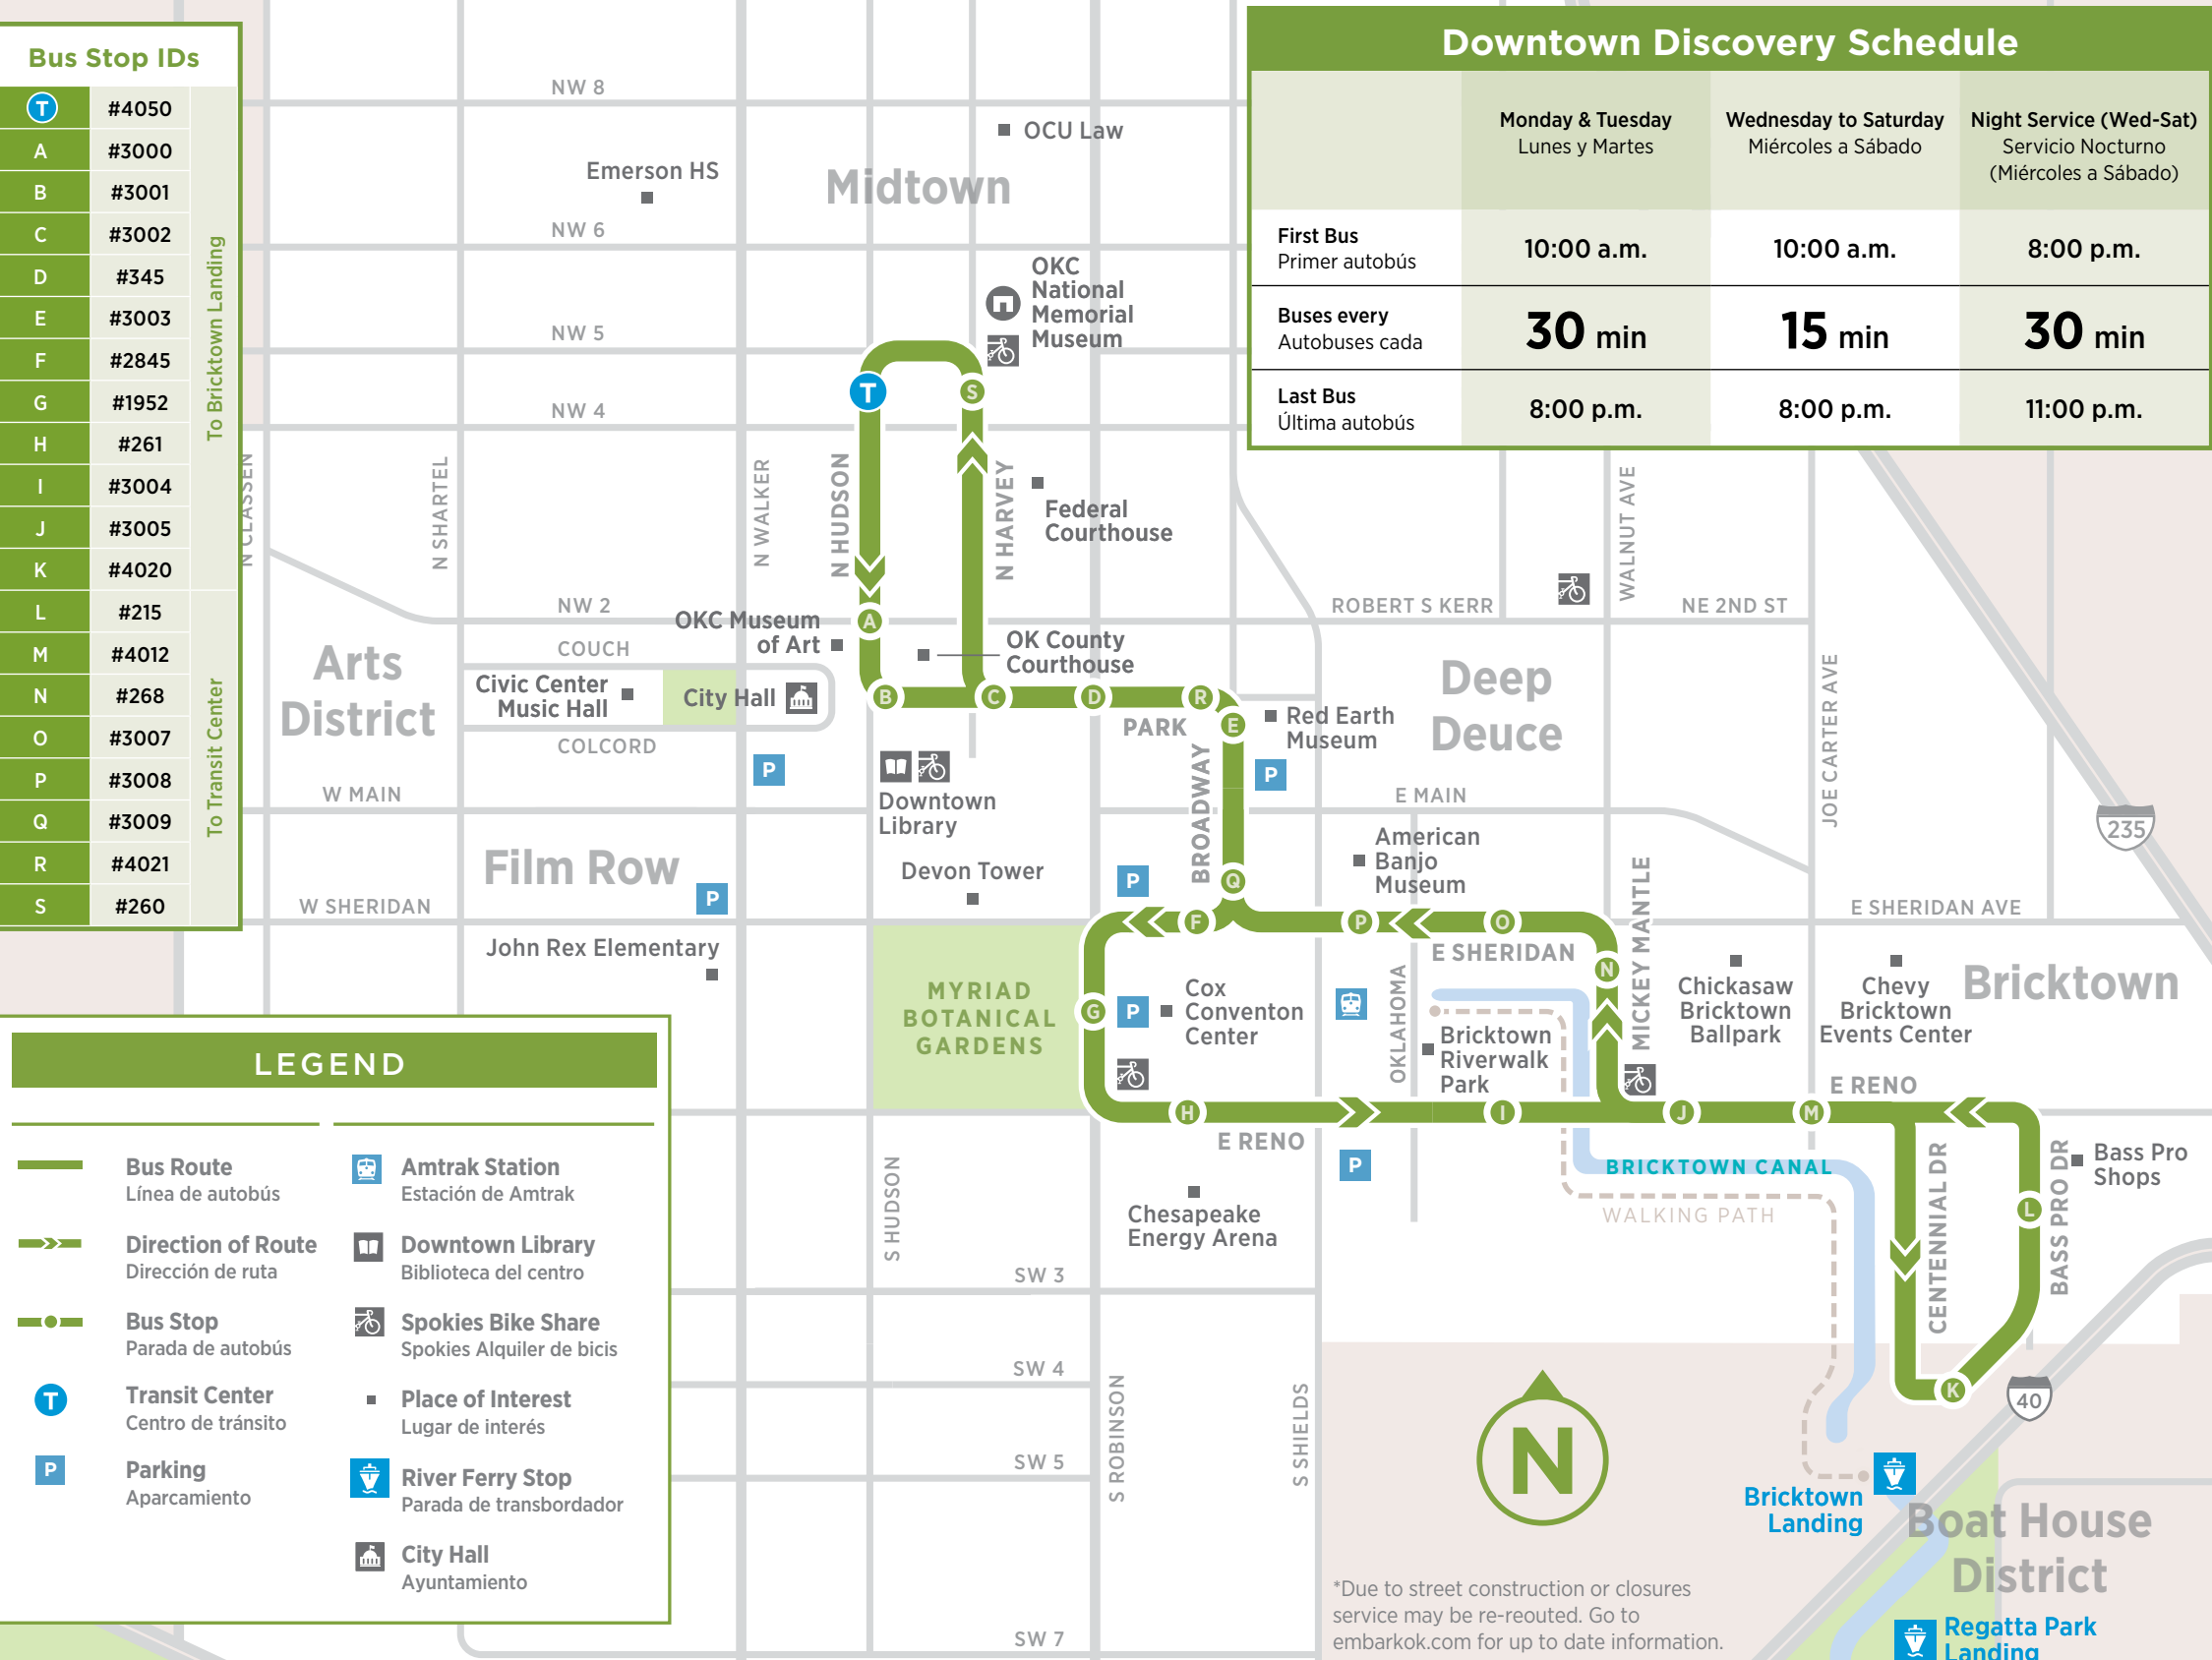 Bus Stop IDs
T #4050
A #3000
B #3001
C #3002
D #345
E #3003
F #2845
G #1952
H #261
I #3004
J #3005
K #4020
L #215
M #4012
N #268
O #3007
P #3008
Q #3009
R #4021
S #260
To Bricktown Landing
To Transit Center
Downtown Discovery Schedule
Monday & Tuesday
Lunes y Martes
Wednesday to Saturday
Miércoles a Sábado
Night Service (Wed-Sat)
Servicio Nocturno
(Miércoles a Sábado)
First Bus
Primer autobús
10:00 a.m.
10:00 a.m.
8:00 p.m.
Buses every
Autobuses cada
30 min
15 min
30 min
Last Bus
Última autobús
8:00 p.m.
8:00 p.m.
11:00 p.m.
NW 8
OCU Law
Emerson HS
Midtown
NW 6
OKC
National
Memorial
Museum
NW 5
T
S
NW 4
N CLASSEN
N SHARTEL
N WALKER
N HUDSON
N HARVEY
Federal
Courthouse
WALNUT AVE
NW 2
ROBERT S KERR
NE 2ND ST
OKC Museum
of Art
A
COUCH
OK County
Courthouse
Arts
District
Civic Center
Music Hall
City Hall
B
C
D
R
E
PARK
Red Earth
Museum
Deep
Deuce
JOE CARTER AVE
COLCORD
P
P
BROADWAY
W MAIN
Downtown
Library
E MAIN
235
American
Banjo
Museum
Film Row
P
Devon Tower
P
Q
MICKEY MANTLE
W SHERIDAN
E SHERIDAN AVE
F
P
O
E SHERIDAN
John Rex Elementary
N
MYRIAD
BOTANICAL
GARDENS
G
P
Cox
Conventon
Center
OKLAHOMA
Bricktown
Riverwalk
Park
Chickasaw
Bricktown
Ballpark
Chevy
Bricktown
Events Center
Bricktown
E RENO
H
I
J
M
E RENO
P
BRICKTOWN CANAL
WALKING PATH
CENTENNIAL DR
BASS PRO DR
Bass Pro
Shops
L
S HUDSON
Chesapeake
Energy Arena
SW 3
SW 4
K
40
S ROBINSON
S SHIELDS
SW 5
N
Bricktown
Landing
Boat House
District
Regatta Park
Landing
SW 7
*Due to street construction or closures
service may be re-reouted. Go to
embarkok.com for up to date information.
LEGEND
Bus Route
Línea de autobús
Direction of Route
Dirección de ruta
Bus Stop
Parada de autobús
T
Transit Center
Centro de tránsito
P
Parking
Aparcamiento
Amtrak Station
Estación de Amtrak
Downtown Library
Biblioteca del centro
Spokies Bike Share
Spokies Alquiler de bicis
Place of Interest
Lugar de interés
River Ferry Stop
Parada de transbordador
City Hall
Ayuntamiento